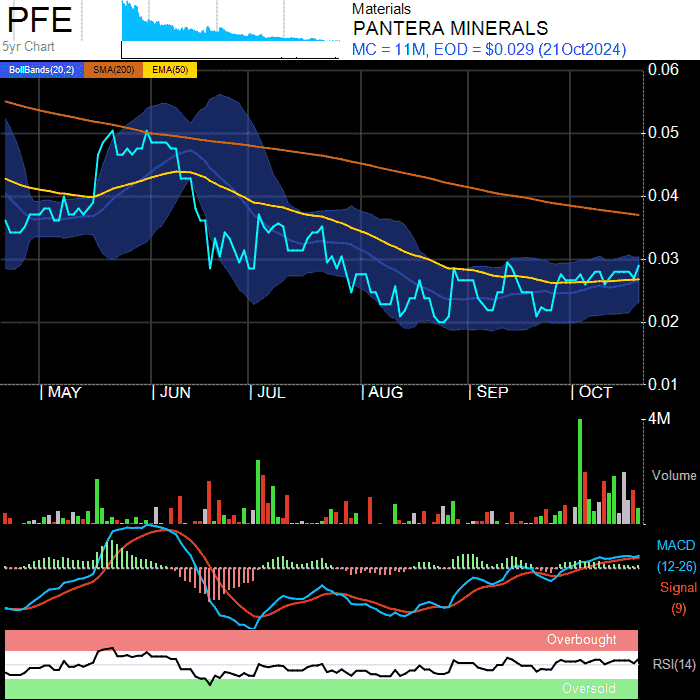 PFE
5yr Chart
Materials
PANTERA MINERALS
MC = 11M, EOD = $0.029 (21Oct2024)
BollBands(20,2) SMA(200) EMA(50)
0.06
0.05
0.04
0.03
0.02
0.01
MAY JUN JUL AUG SEP OCT
4M
Volume
MACD
(12-26)
Signal
(9)
Overbought
RSI(14)
Oversold